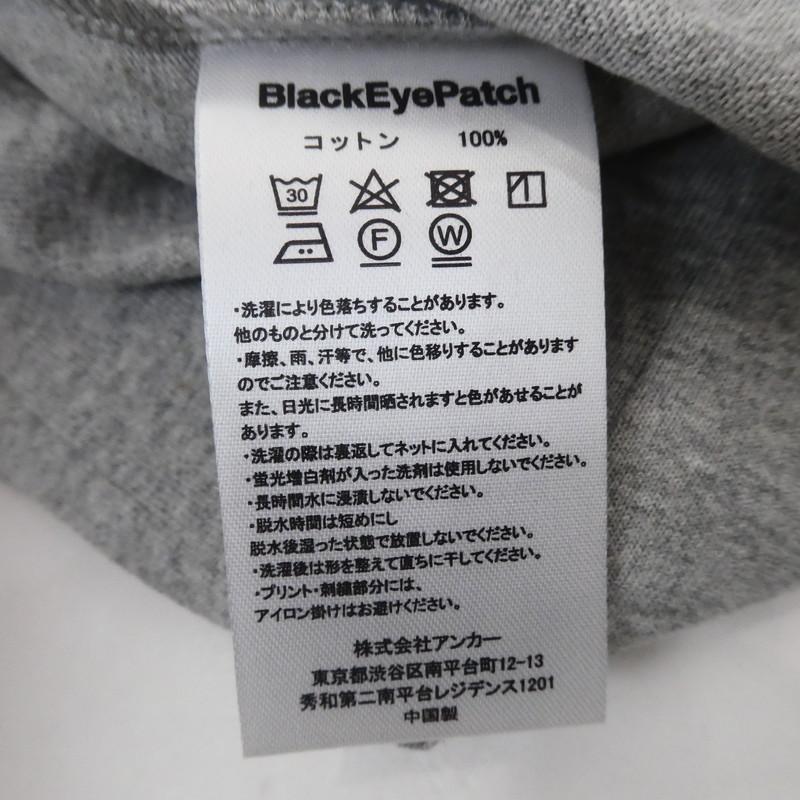 BlackEyePatch
コットン 100%
30
F W
・洗濯により色落ちすることがあります。
他のものと分けて洗ってください。
・摩擦、雨、汗等で、他に色移りすることがあります
のでご注意ください。
また、日光に長時間晒されますと色があせることが
あります。
・洗濯の際は裏返してネットに入れてください。
・蛍光増白剤が入った洗剤は使用しないでください。
・長時間水に浸漬しないでください。
・脱水時間は短めにし
脱水後湿った状態で放置しないでください。
・洗濯後は形を整えて直ちに干してください。
・プリント・刺繍部分には、
アイロン掛けはお避けください。
株式会社アンカー
東京都渋谷区南平台町12-13
秀和第二南平台レジデンス1201
中国製